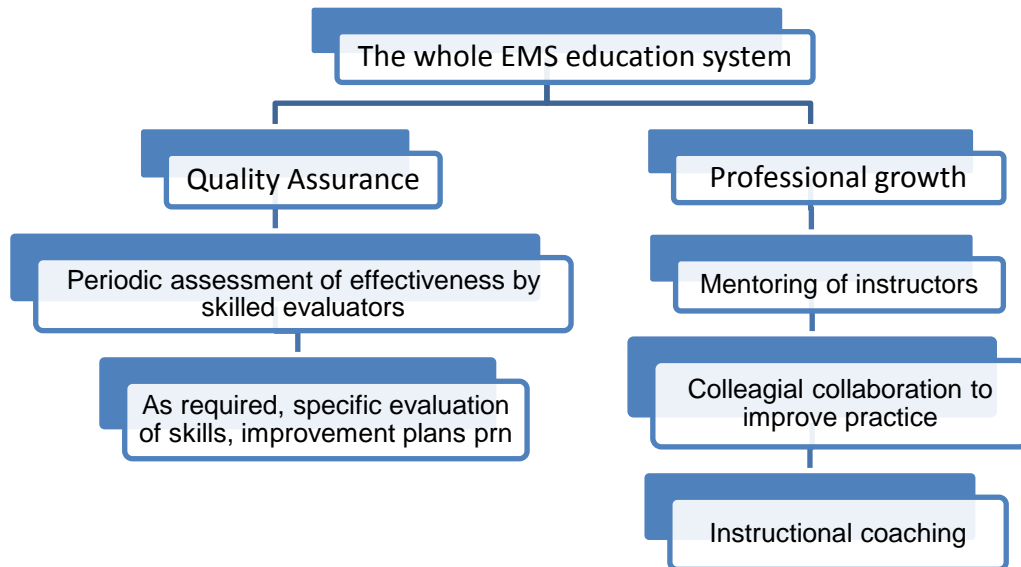 The whole EMS education system
Quality Assurance
Professional growth
Periodic assessment of effectiveness by
skilled evaluators
Mentoring of instructors
As required, specific evaluation
of skills, improvement plans prn
Colleagial collaboration to
improve practice
Instructional coaching